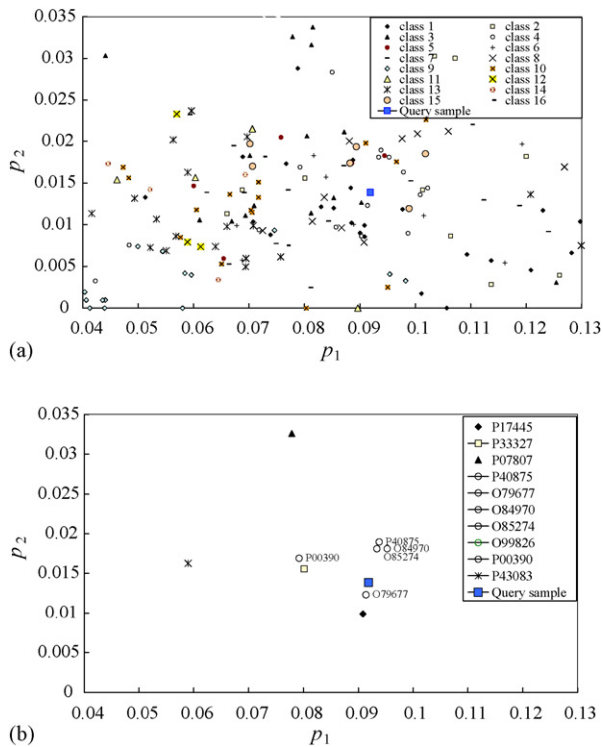 0.035
0.03
0.025
0.02
0.015
0.01
0.005
0
p2
class 1 class 2
class 3 class 4
class 5 class 6
class 7 class 8
class 9 class 10
class 11 class 12
class 13 class 14
class 15 class 16
Query sample
0.04 0.05 0.06 0.07 0.08 0.09 0.1 0.11 0.12 0.13
(a)
p1
0.035
0.03
0.025
0.02
0.015
0.01
0.005
0
p2
P17445
P33327
P07807
P40875
O79677
O84970
O85274
O99826
P00390
P43083
Query sample
P40875
O84970
O85274
P00390
O79677
0.04 0.05 0.06 0.07 0.08 0.09 0.1 0.11 0.12 0.13
(b)
p1